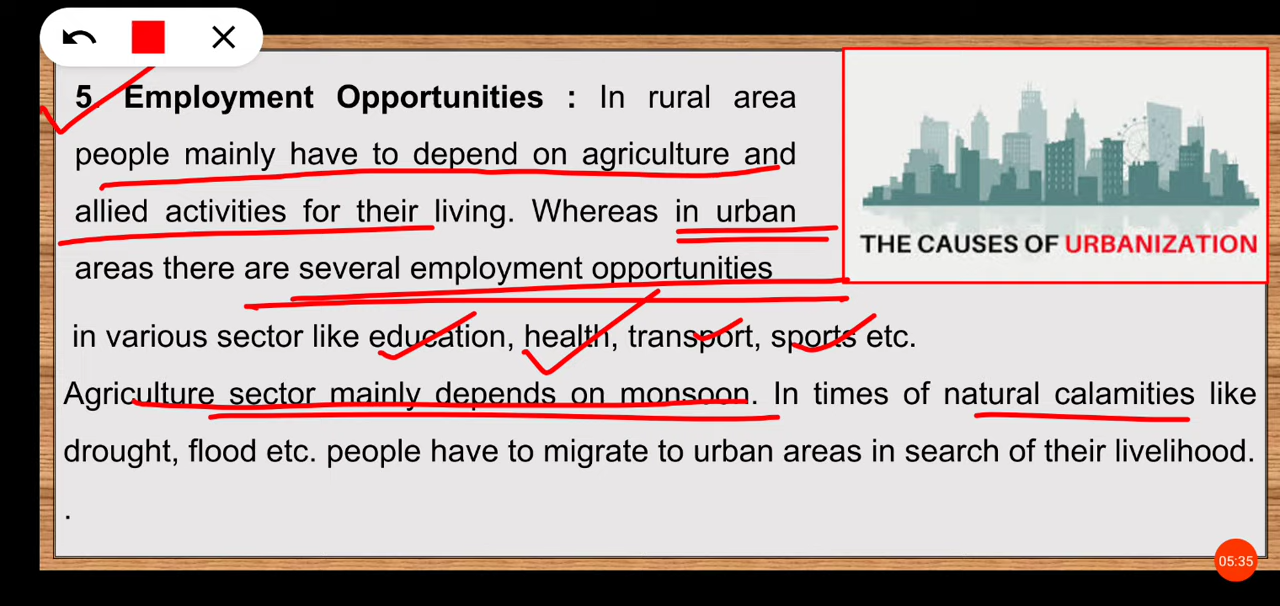 5. Employment Opportunities : In rural area
people mainly have to depend on agriculture and
allied activities for their living. Whereas in urban
areas there are several employment opportunities
in various sector like education, health, transport, sports etc.
Agriculture sector mainly depends on monsoon. In times of natural calamities like
drought, flood etc. people have to migrate to urban areas in search of their livelihood.
.
THE CAUSES OF URBANIZATION
05:35